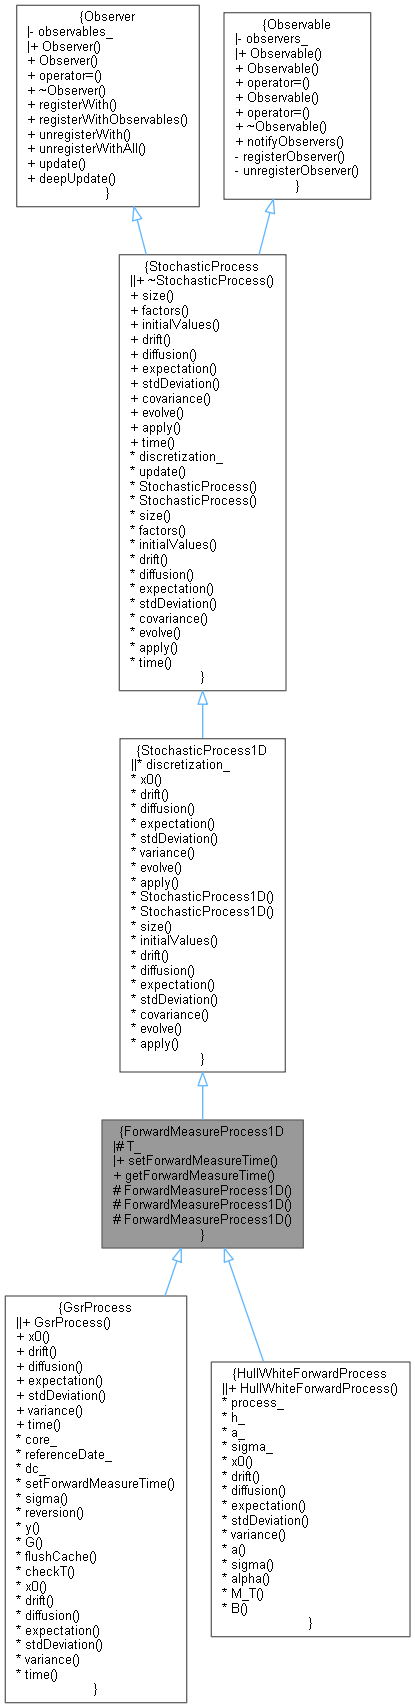 {Observer
|- observables_
|+ Observer()
+ Observer()
+ operator=()
+ ~Observer()
+ registerWith()
+ registerWithObservables()
+ unregisterWith()
+ unregisterWithAll()
+ update()
+ deepUpdate()
}
{Observable
|- observers_
|+ Observable()
+ Observable()
+ operator=()
+ Observable()
+ operator=()
+ ~Observable()
+ notifyObservers()
- registerObserver()
- unregisterObserver()
}
{StochasticProcess
||+ ~StochasticProcess()
+ size()
+ factors()
+ initialValues()
+ drift()
+ diffusion()
+ expectation()
+ stdDeviation()
+ covariance()
+ evolve()
+ apply()
+ time()
* discretization_
* update()
* StochasticProcess()
* StochasticProcess()
* size()
* factors()
* initialValues()
* drift()
* diffusion()
* expectation()
* stdDeviation()
* covariance()
* evolve()
* apply()
* time()
}
{StochasticProcess1D
||* discretization_
* x0()
* drift()
* diffusion()
* expectation()
* stdDeviation()
* variance()
* evolve()
* apply()
* StochasticProcess1D()
* StochasticProcess1D()
* size()
* initialValues()
* drift()
* diffusion()
* expectation()
* stdDeviation()
* covariance()
* evolve()
* apply()
}
{ForwardMeasureProcess1D
|# T_
|+ setForwardMeasureTime()
+ getForwardMeasureTime()
# ForwardMeasureProcess1D()
# ForwardMeasureProcess1D()
# ForwardMeasureProcess1D()
}
{GsrProcess
||+ GsrProcess()
+ x0()
+ drift()
+ diffusion()
+ expectation()
+ stdDeviation()
+ variance()
+ time()
* core_
* referenceDate_
* dc_
* setForwardMeasureTime()
* sigma()
* reversion()
* y()
* G()
* flushCache()
* checkT()
* x0()
* drift()
* diffusion()
* expectation()
* stdDeviation()
* variance()
* time()
}
{HullWhiteForwardProcess
||+ HullWhiteForwardProcess()
* process_
* h_
* a_
* sigma_
* x0()
* drift()
* diffusion()
* expectation()
* stdDeviation()
* variance()
* a()
* sigma()
* alpha()
* M_T()
* B()
}